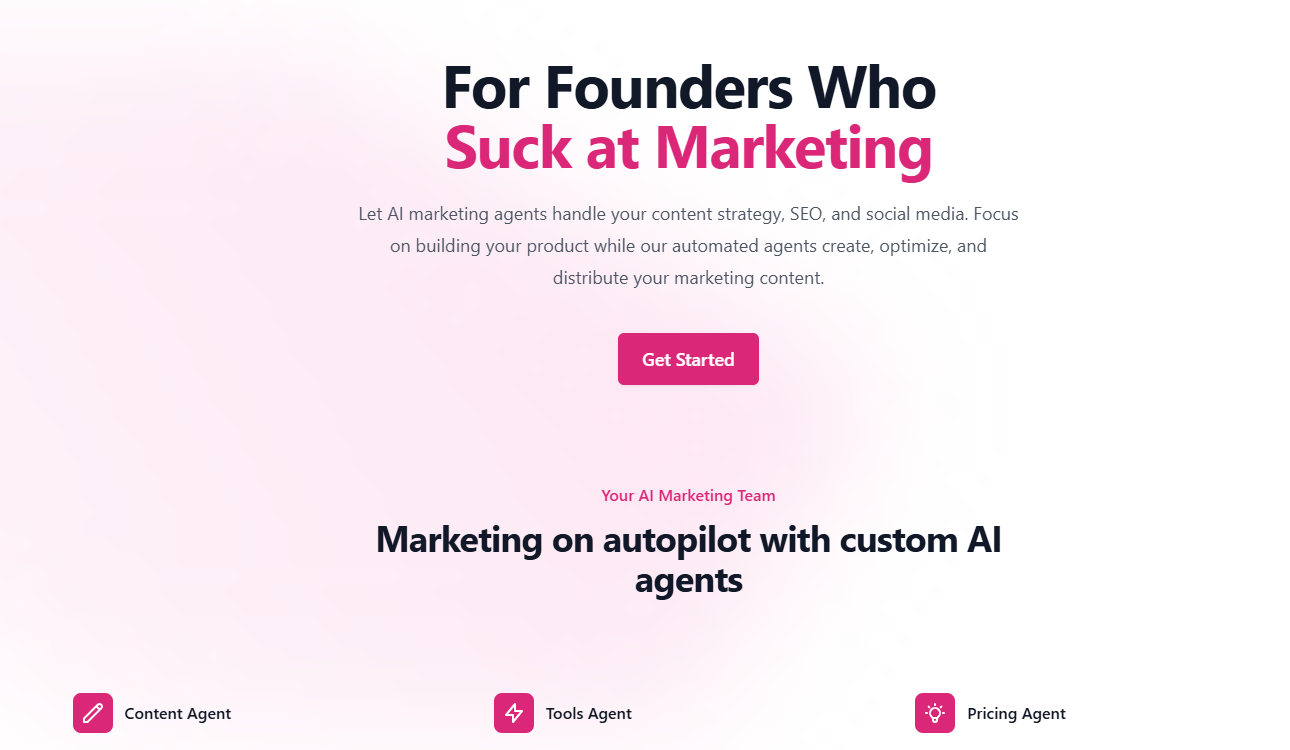 For Founders Who
Suck at Marketing
Let AI marketing agents handle your content strategy, SEO, and social media. Focus
on building your product while our automated agents create, optimize, and
distribute your marketing content.
Get Started
Your AI Marketing Team
Marketing on autopilot with custom AI
agents
Content Agent
Tools Agent
Pricing Agent